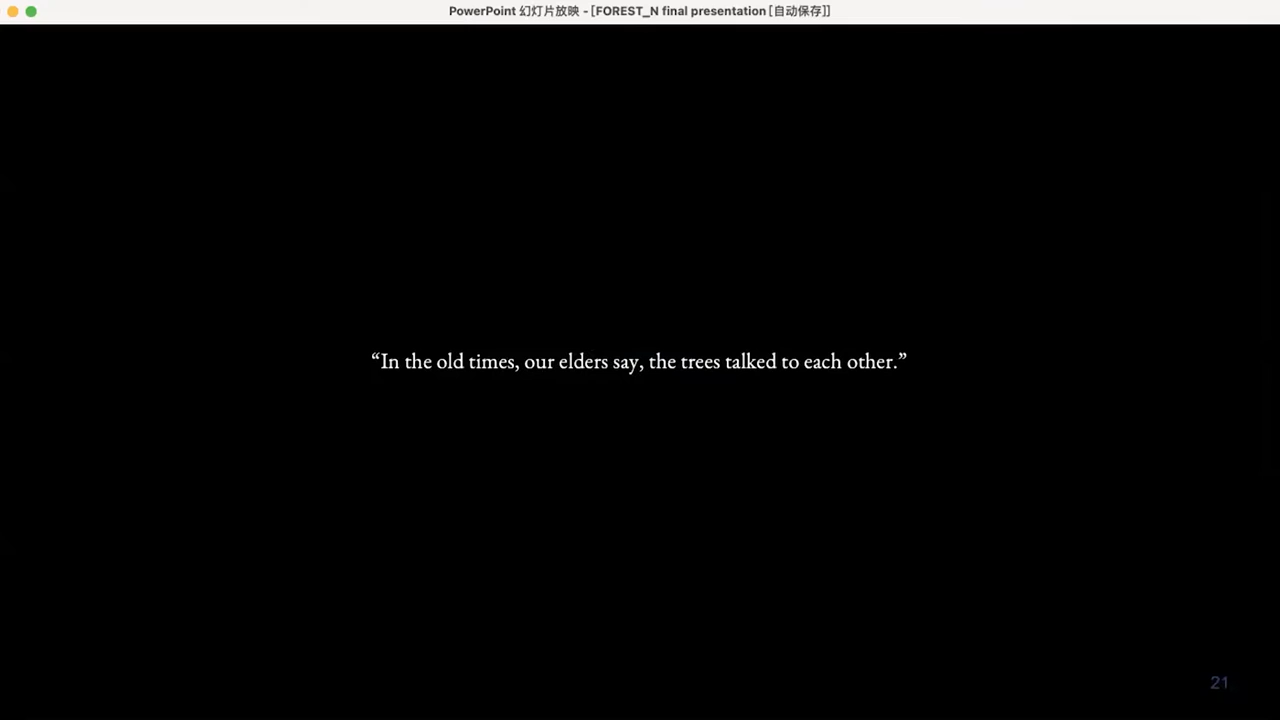 PowerPoint 幻灯片放映 - [FOREST_N final presentation [自动保存]]
“In the old times, our elders say, the trees talked to each other.”
21